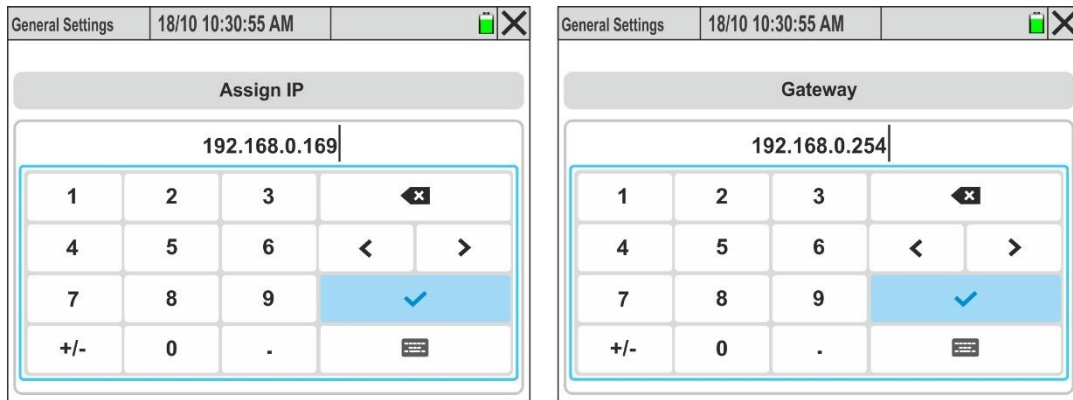 General Settings 18/10 10:30:55 AM
Assign IP
192.168.0.169
1 2 3
4 5 6 < >
7 8 9
+/- 0 .
General Settings 18/10 10:30:55 AM
Gateway
192.168.0.254
1 2 3
4 5 6 < >
7 8 9
+/- 0 .